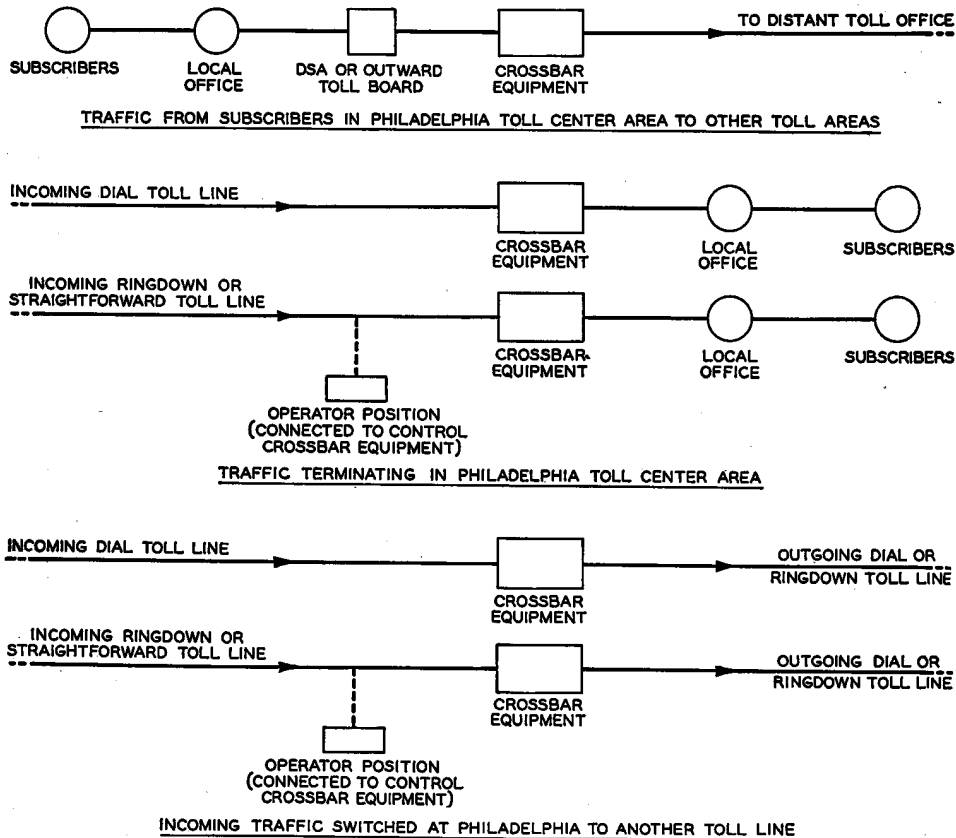 TO DISTANT TOLL OFFICE
SUBSCRIBERS
LOCAL
OFFICE
DSA OR OUTWARD
TOLL BOARD
CROSSBAR
EQUIPMENT
TRAFFIC FROM SUBSCRIBERS IN PHILADELPHIA TOLL CENTER AREA TO OTHER TOLL AREAS
INCOMING DIAL TOLL LINE
CROSSBAR
EQUIPMENT
LOCAL
OFFICE
SUBSCRIBERS
INCOMING RINGDOWN OR
STRAIGHTFORWARD TOLL LINE
CROSSBAR
EQUIPMENT
LOCAL
OFFICE
SUBSCRIBERS
OPERATOR POSITION
(CONNECTED TO CONTROL
CROSSBAR EQUIPMENT)
TRAFFIC TERMINATING IN PHILADELPHIA TOLL CENTER AREA
INCOMING DIAL TOLL LINE
CROSSBAR
EQUIPMENT
OUTGOING DIAL OR
RINGDOWN TOLL LINE
INCOMING RINGDOWN OR
STRAIGHTFORWARD TOLL LINE
CROSSBAR
EQUIPMENT
OUTGOING DIAL OR
RINGDOWN TOLL LINE
OPERATOR POSITION
(CONNECTED TO CONTROL
CROSSBAR EQUIPMENT)
INCOMING TRAFFIC SWITCHED AT PHILADELPHIA TO ANOTHER TOLL LINE